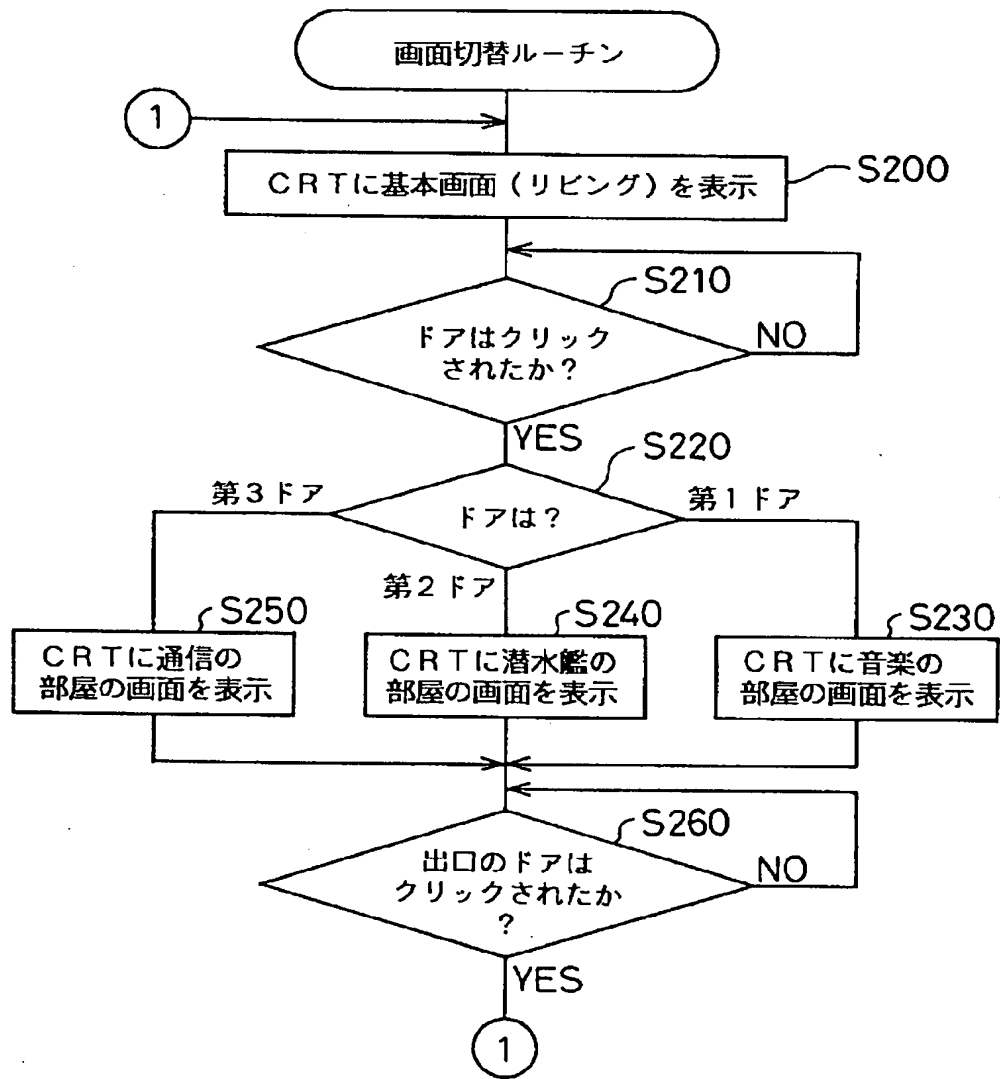 画面切替ルーチン
1
CRTに基本画面(リビング)を表示
S200
S210
ドアはクリック
されたか?
NO
YES
S220
第3ドア
ドアは?
第1ドア
第2ドア
S250
CRTに通信の
部屋の画面を表示
S240
CRTに潜水艦の
部屋の画面を表示
S230
CRTに音楽の
部屋の画面を表示
S260
出口のドアは
クリックされたか
?
NO
YES
1